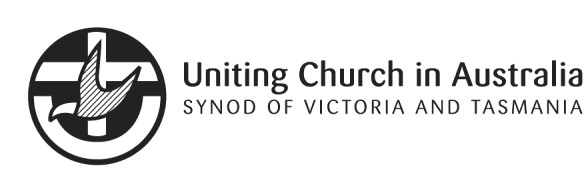 Uniting Church in Australia
SYNOD OF VICTORIA AND TASMANIA